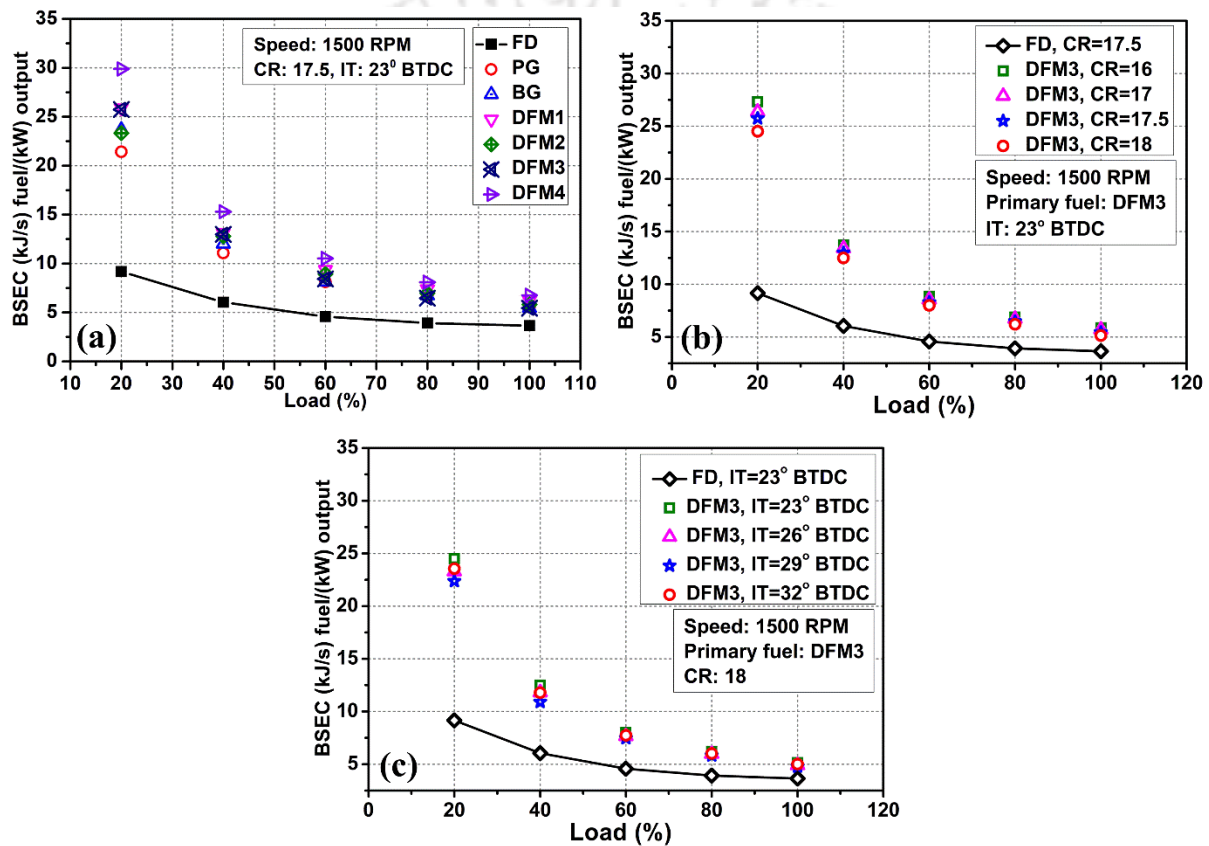 35
30
25
20
15
10
5
0
BSEC (kJ/s) fuel/(kW) output
Speed: 1500 RPM
CR: 17.5, IT: 23⁰ BTDC
FD
PG
BG
DFM1
DFM2
DFM3
DFM4
(a)
10 20 30 40 50 60 70 80 90 100 110
Load (%)
35
30
25
20
15
10
5
BSEC (kJ/s) fuel/(kW) output
FD, CR=17.5
DFM3, CR=16
DFM3, CR=17
DFM3, CR=17.5
DFM3, CR=18
Speed: 1500 RPM
Primary fuel: DFM3
IT: 23° BTDC
(b)
0 20 40 60 80 100 120
Load (%)
35
30
25
20
15
10
5
BSEC (kJ/s) fuel/(kW) output
FD, IT=23° BTDC
DFM3, IT=23° BTDC
DFM3, IT=26° BTDC
DFM3, IT=29° BTDC
DFM3, IT=32° BTDC
Speed: 1500 RPM
Primary fuel: DFM3
CR: 18
(c)
0 20 40 60 80 100 120
Load (%)